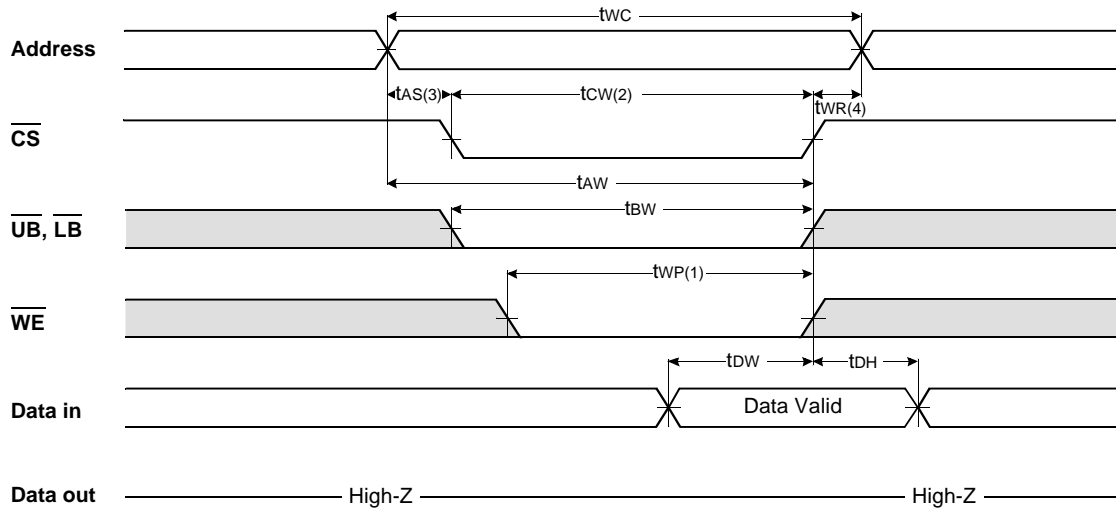 tWC
Address
tAS(3) tCW(2) tWR(4)
CS
tAW
tBW
UB, LB
tWP(1)
WE
tDW tDH
Data in Data Valid
Data out High-Z High-Z